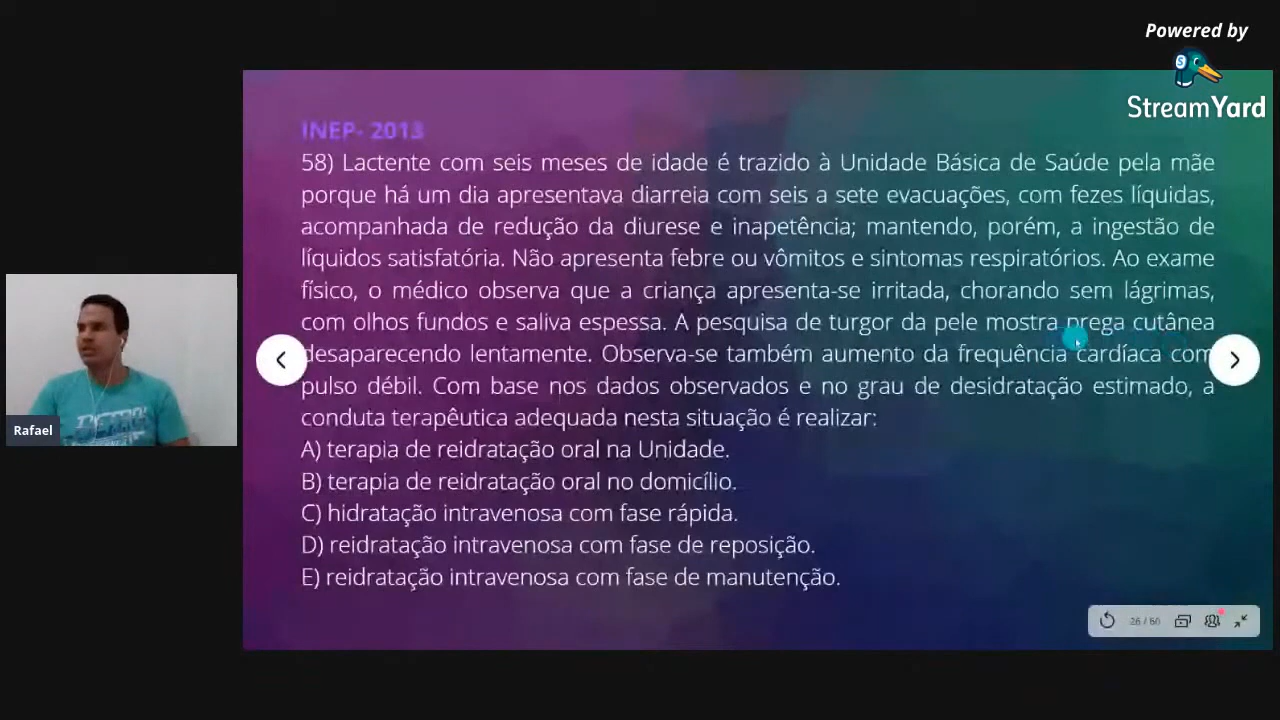 Powered by
StreamYard
INEP- 2013
58) Lactente com seis meses de idade é trazido à Unidade Básica de Saúde pela mãe
porque há um dia apresentava diarreia com seis a sete evacuações, com fezes líquidas,
acompanhada de redução da diurese e inapetência; mantendo, porém, a ingestão de
líquidos satisfatória. Não apresenta febre ou vômitos e sintomas respiratórios. Ao exame
físico, o médico observa que a criança apresenta-se irritada, chorando sem lágrimas,
com olhos fundos e saliva espessa. A pesquisa de turgor da pele mostra prega cutânea
desaparecendo lentamente. Observa-se também aumento da frequência cardíaca com
pulso débil. Com base nos dados observados e no grau de desidratação estimado, a
conduta terapêutica adequada nesta situação é realizar:
A) terapia de reidratação oral na Unidade.
B) terapia de reidratação oral no domicílio.
C) hidratação intravenosa com fase rápida.
D) reidratação intravenosa com fase de reposição.
E) reidratação intravenosa com fase de manutenção.
Rafael
26 / 60